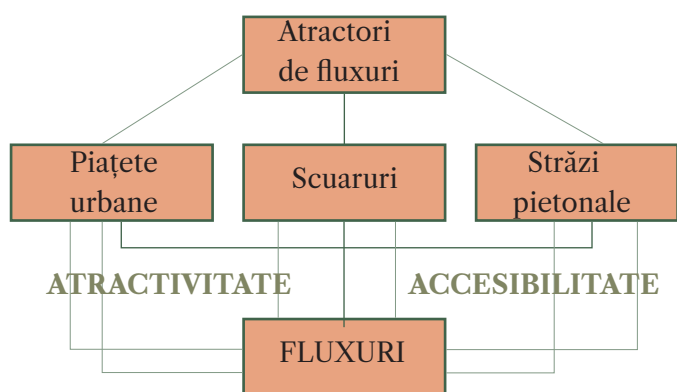 Atractori
de fluxuri
Piațete
urbane
Scuaruri
Străzi
pietonale
ATRACTIVITATE
ACCESIBILITATE
FLUXURI